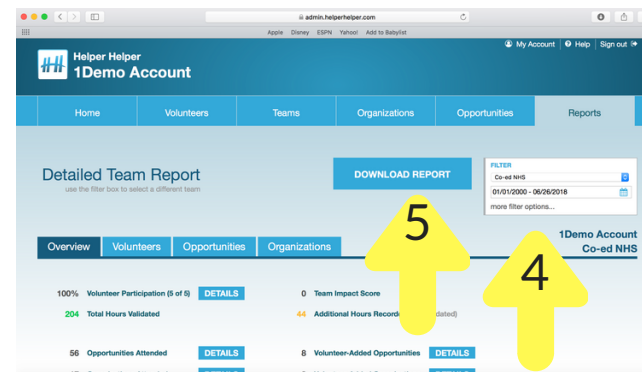 admin.helperhelper.com
Apple Disney ESPN Yahoo! Add to Babylist
My Account Help Sign out
Helper Helper
1Demo Account
Home Volunteers Teams Organizations Opportunities Reports
Detailed Team Report
use the filter box to select a different team
DOWNLOAD REPORT
FILTER
Co-ed NHS
01/01/2000 - 06/26/2018
more filter options...
5
4
1Demo Account
Co-ed NHS
Overview Volunteers Opportunities Organizations
100% Volunteer Participation (5 of 5) DETAILS
0 Team Impact Score
204 Total Hours Validated
44 Additional Hours
56 Opportunities Attended DETAILS
8 Volunteer-Added Opportunities DETAILS